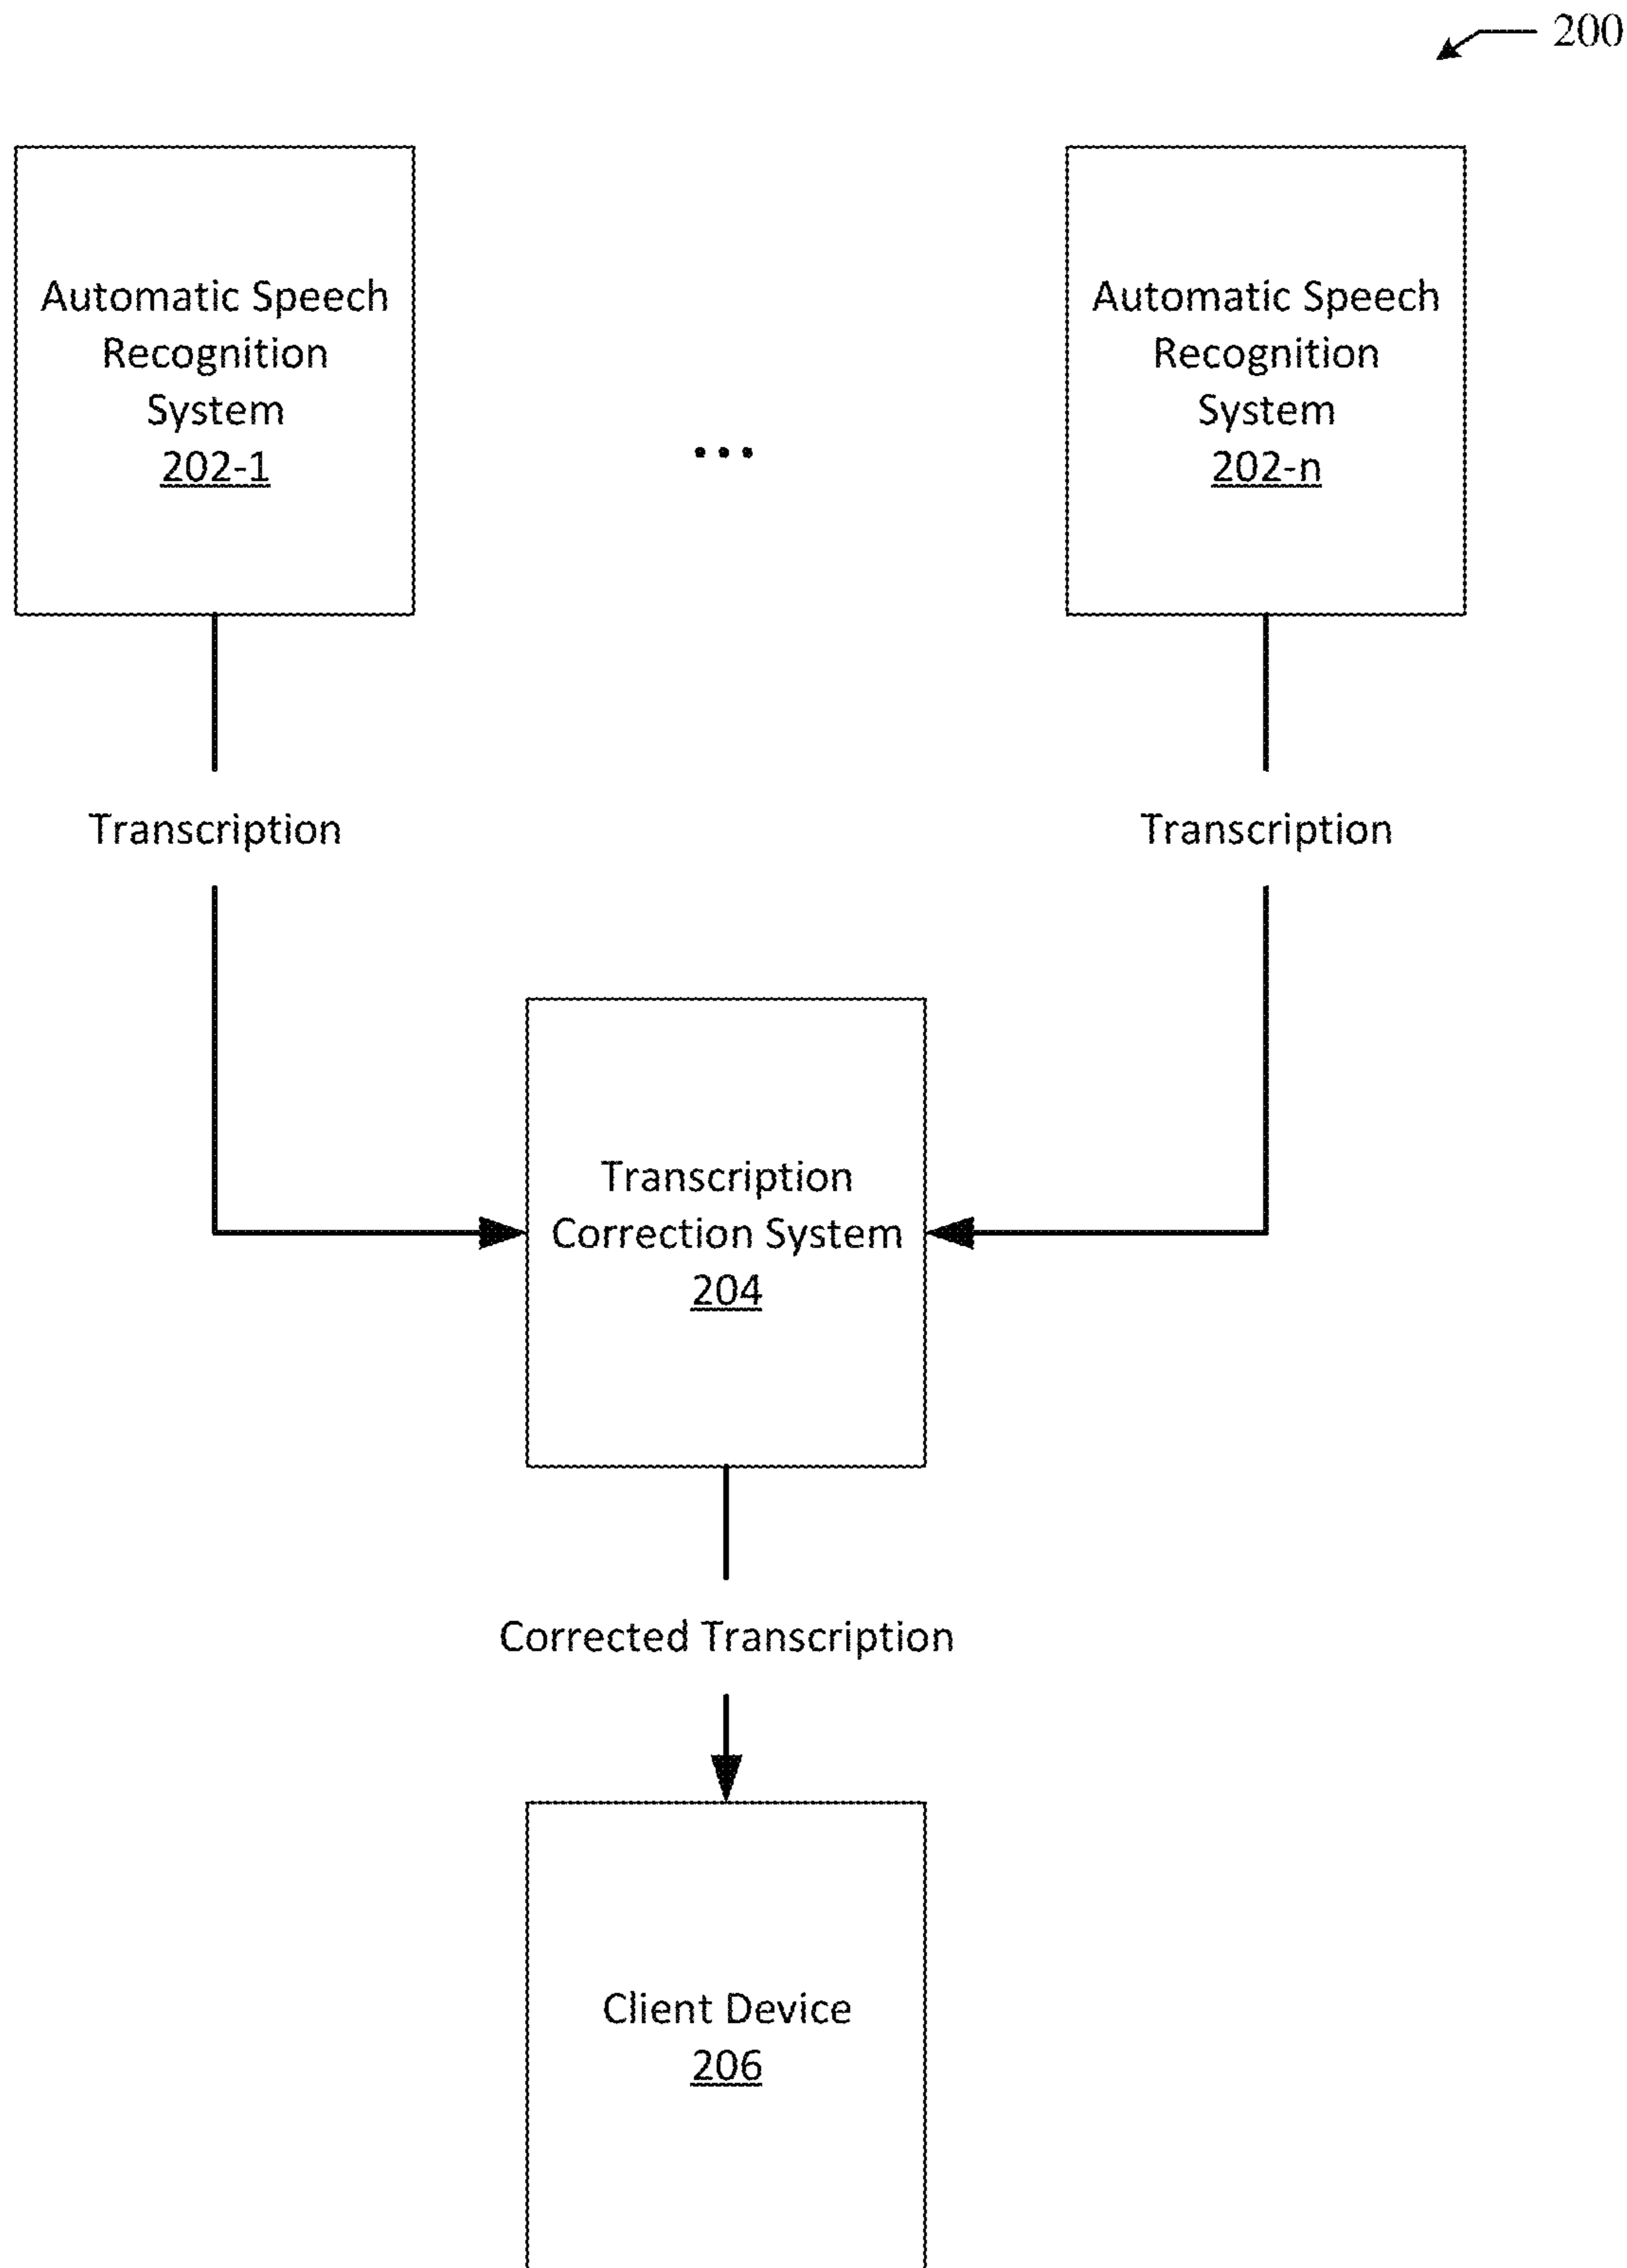 200
Automatic Speech
Recognition
System
202-1
...
Automatic Speech
Recognition
System
202-n
Transcription
Transcription
Transcription
Correction System
204
Corrected Transcription
Client Device
206